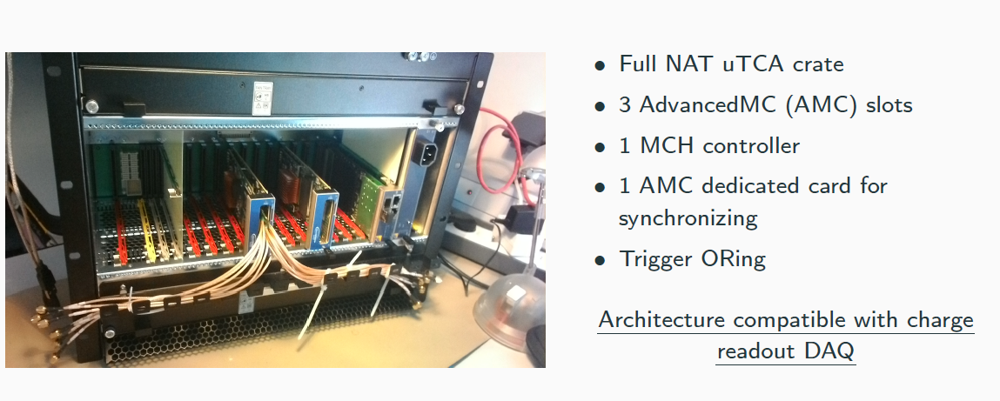 Full NAT uTCA crate
3 AdvancedMC (AMC) slots
1 MCH controller
1 AMC dedicated card for
synchronizing
Trigger ORing
Architecture compatible with charge
readout DAQ